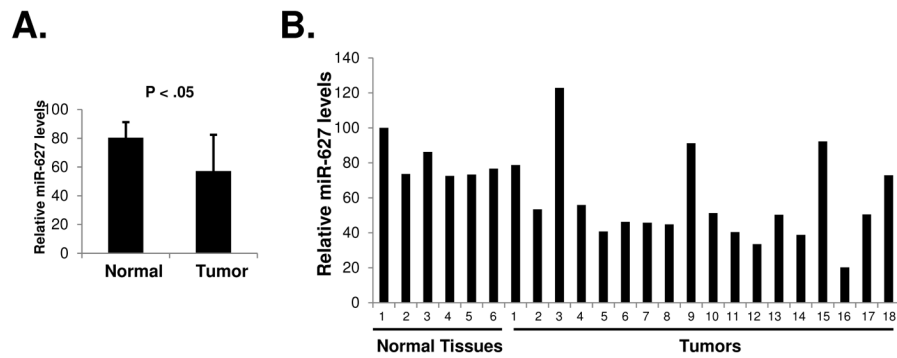 A.
P < .05
Relative miR-627 levels
100
80
60
40
20
0
Normal Tumor
B.
Relative miR-627 levels
140
120
100
80
60
40
20
0
1 2 3 4 5 6 1 2 3 4 5 6 7 8 9 10 11 12 13 14 15 16 17 18
Normal Tissues Tumors